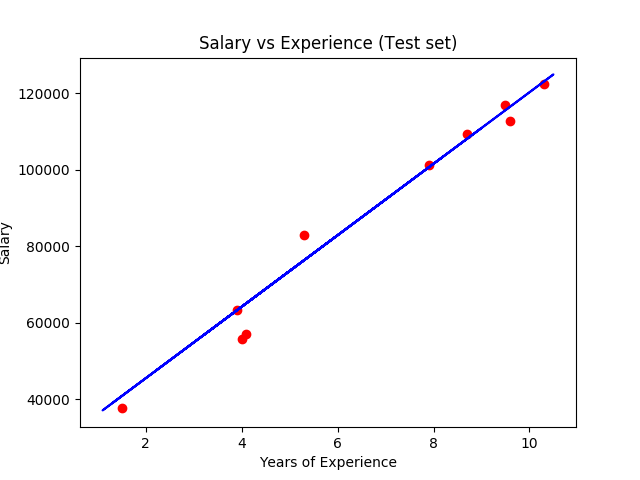 Salary vs Experience (Test set)
120000
100000
80000
60000
40000
Salary
2 4 6 8 10
Years of Experience